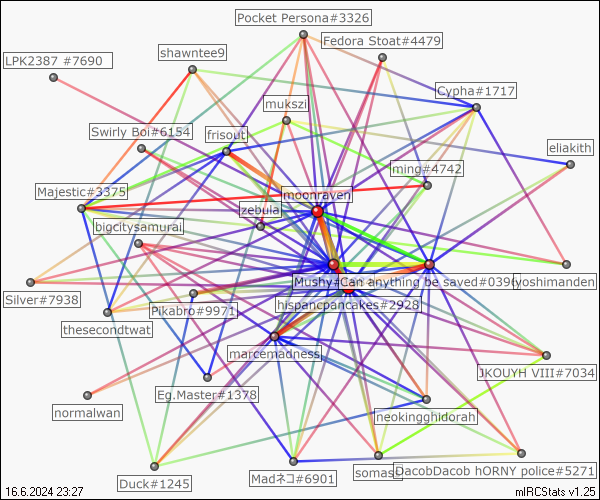 Pocket Persona#3326
Fedora Stoat#4479
shawntee9
LPK2387 #7690
Cypha#1717
mukszi
Swirly Boi#6154
frisout
eliakith
ming#4742
Majestic#3375
moonraven
zebula
bigcitysamurai
Mushy
Can anything be saved#0396
yoshimanden
Silver#7938
Pikabro#9971
hispanicpancakes#2928
thesecondtwat
marcemadness
JKOUYH VIII#7034
Eg.Master#1378
normalwan
neokingghidorah
Duck#1245
Madネコ#6901
somas
DacobDacob hORNY police#5271
16.6.2024 23:27
mIRCStats v1.25